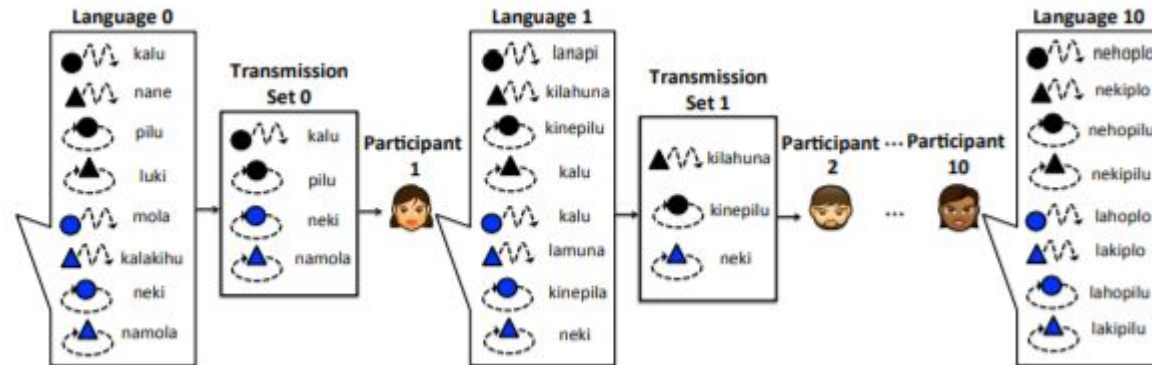 Language 0
kalu
nane
pilu
luki
mola
kalakihu
neki
namola
Transmission
Set 0
kalu
pilu
neki
namola
Participant
1
Language 1
lanapi
kilahuna
kinepilu
kalu
kalu
lamuna
kinepila
neki
Transmission
Set 1
kilahuna
kinepilu
neki
Participant
2
...
...
Participant
10
Language 10
nehoplo
nekiplo
nehopilu
nekipilu
lahoplo
lakiplo
lahopilu
lakipilu